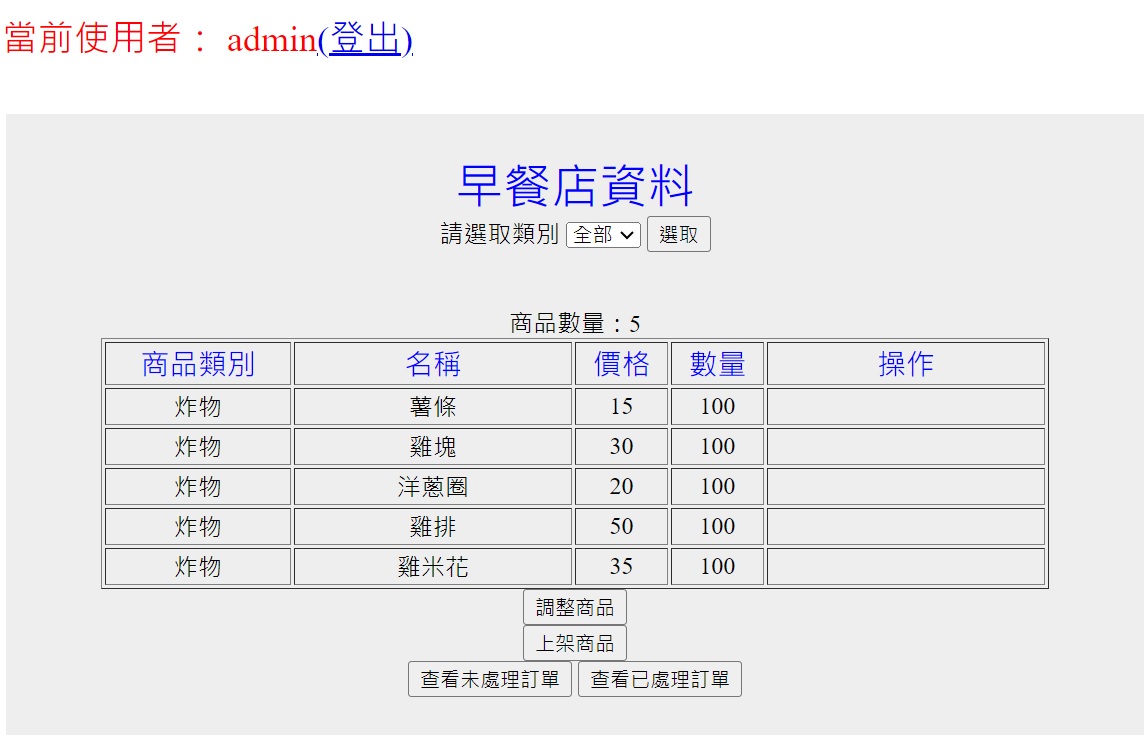 當前使用者： admin(登出)
早餐店資料
請選取類別 全部 選取
商品數量：5
商品類別 名稱 價格 數量 操作
炸物 薯條 15 100
炸物 雞塊 30 100
炸物 洋蔥圈 20 100
炸物 雞排 50 100
炸物 雞米花 35 100
調整商品
上架商品
查看未處理訂單 查看已處理訂單